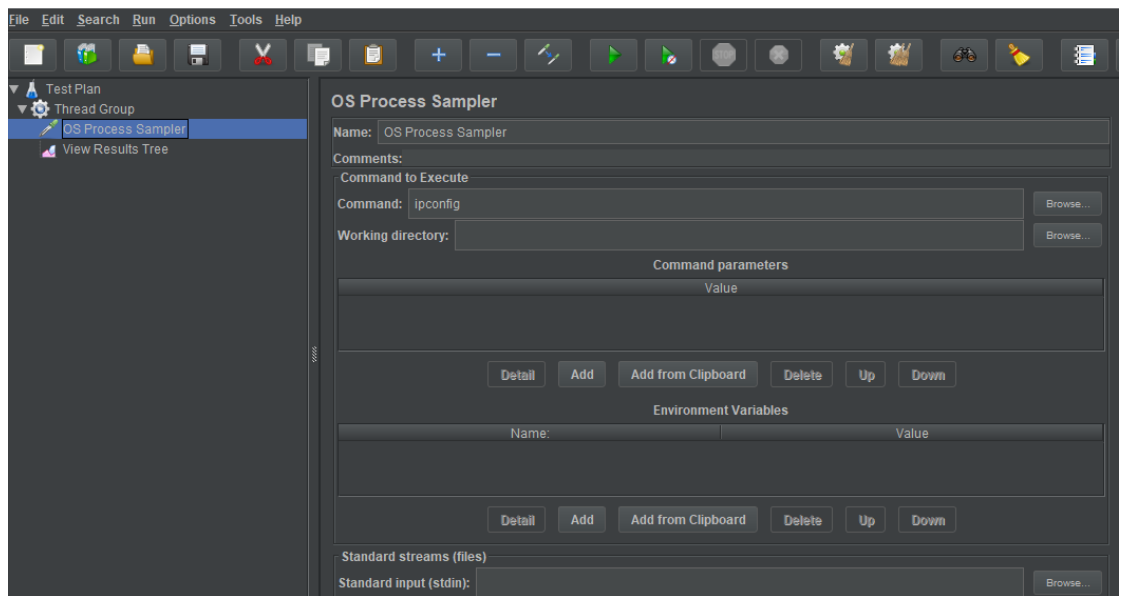 File Edit Search Run Options Tools Help
STOP
Test Plan
Thread Group
OS Process Sampler
View Results Tree
OS Process Sampler
Name: OS Process Sampler
Comments:
Command to Execute
Command: ipconfig Browse...
Working directory: Browse...
Command parameters
Value
Detail Add Add from Clipboard Delete Up Down
Environment Variables
Name: Value
Detail Add Add from Clipboard Delete Up Down
Standard streams (files)
Standard input (stdin): Browse...